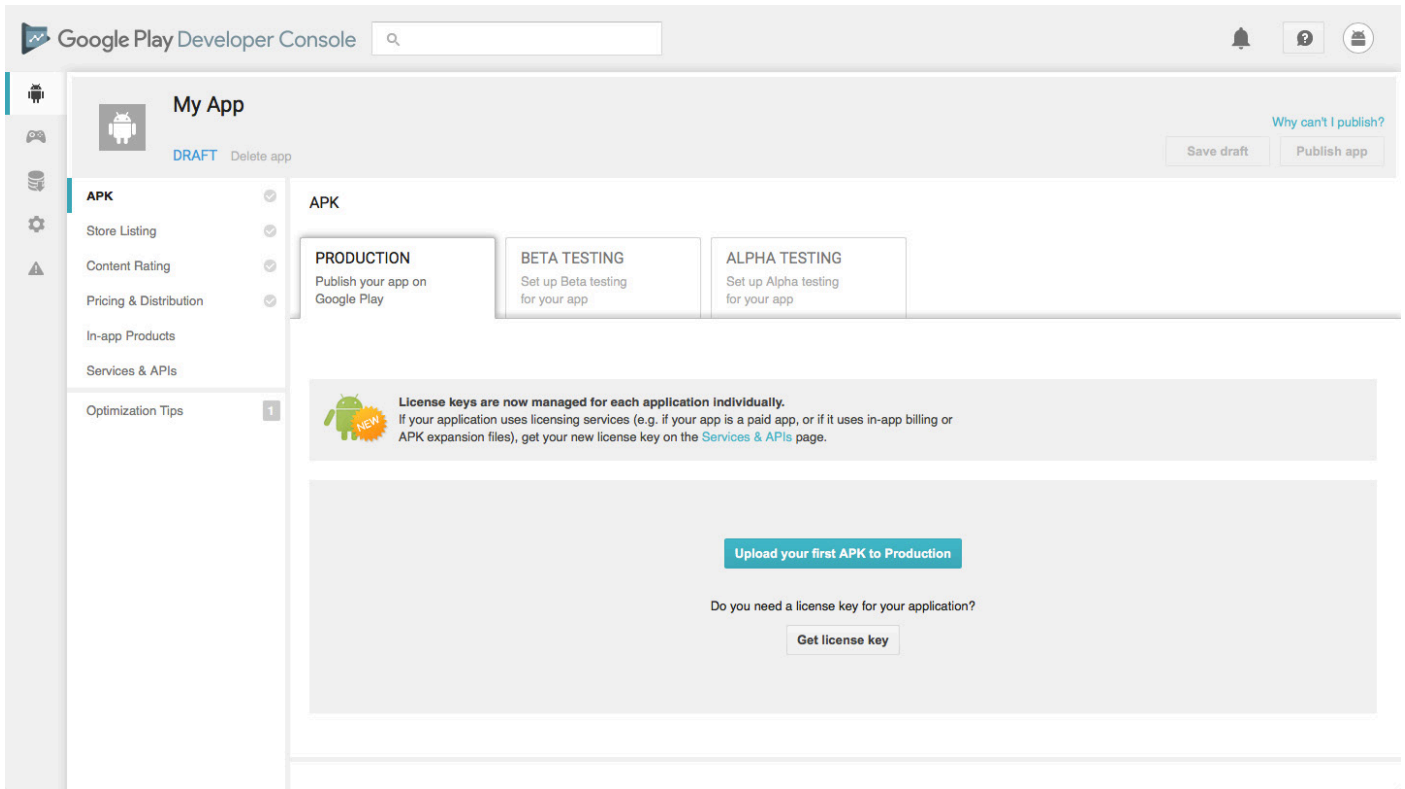 Google Play Developer Console
My App
Why can't I publish?
DRAFT Delete app
Save draft Publish app
APK
Store Listing
Content Rating
Pricing & Distribution
In-app Products
Services & APIs
Optimization Tips 1
APK
PRODUCTION
Publish your app on
Google Play
BETA TESTING
Set up Beta testing
for your app
ALPHA TESTING
Set up Alpha testing
for your app
NEW
License keys are now managed for each application individually.
If your application uses licensing services (e.g. if your app is a paid app, or if it uses in-app billing or
APK expansion files), get your new license key on the Services & APIs page.
Upload your first APK to Production
Do you need a license key for your application?
Get license key